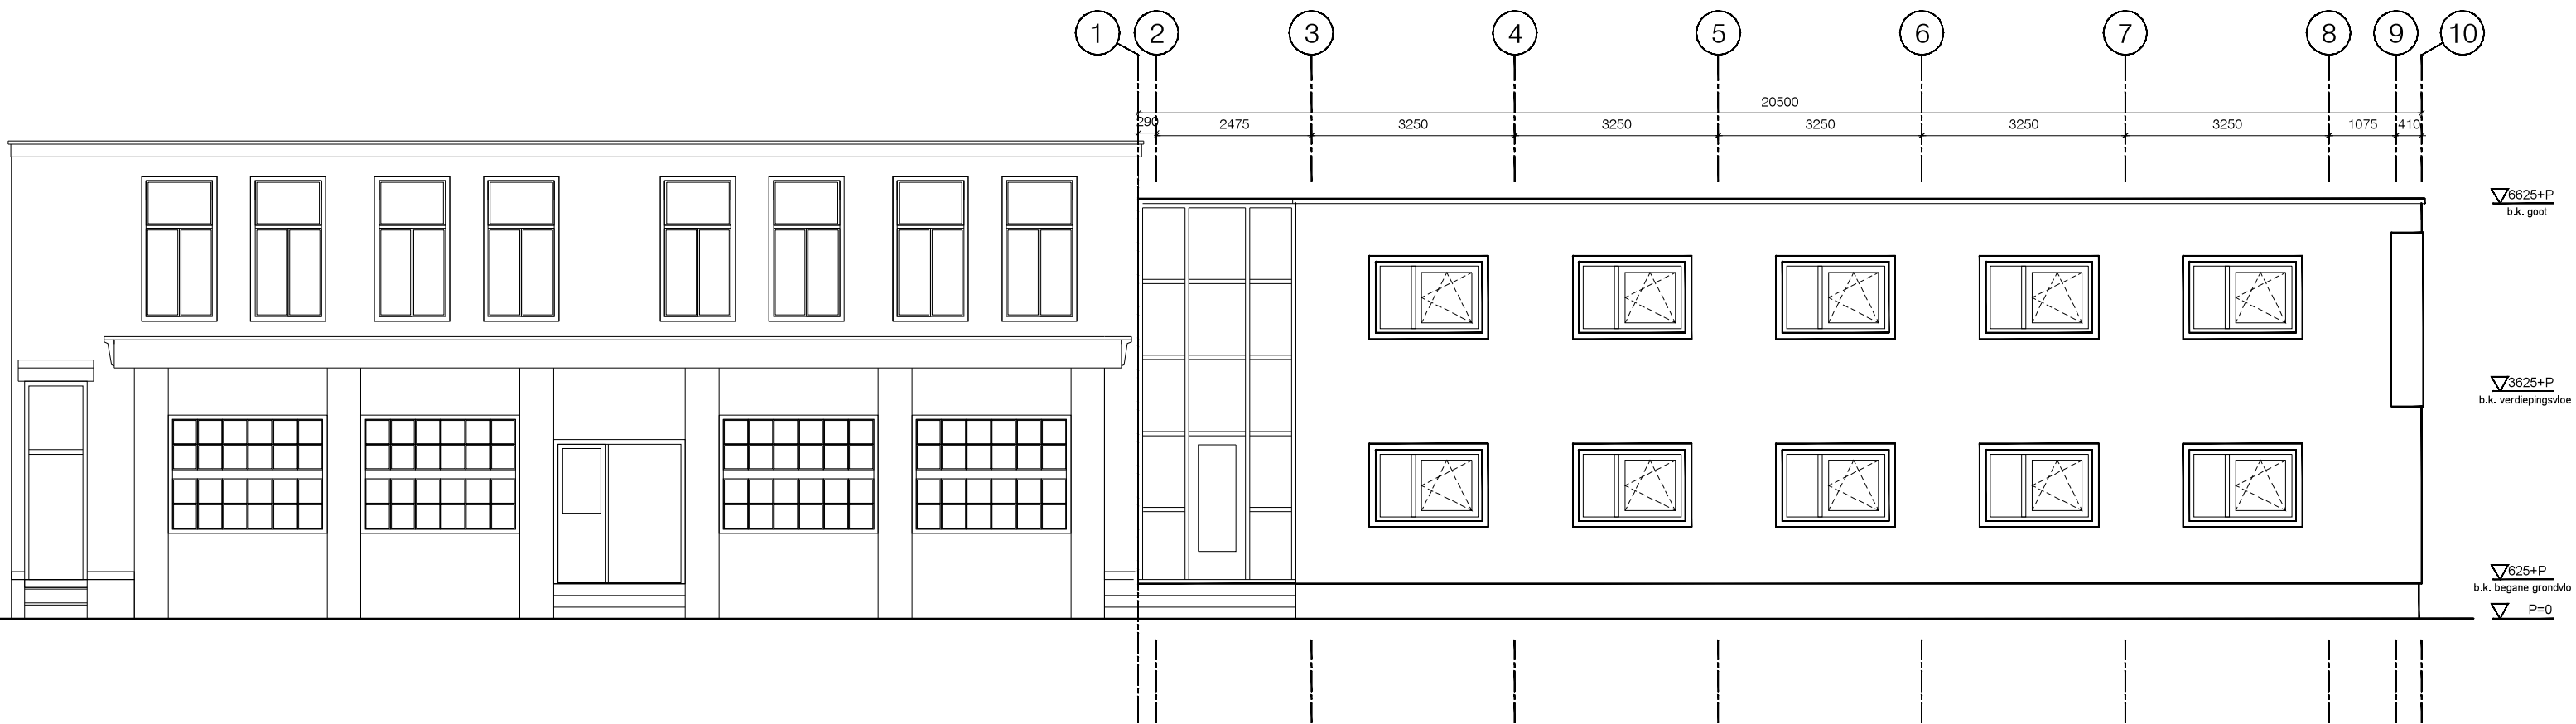 1 2 3 4 5 6 7 8 9 10
20500
290 2475 3250 3250 3250 3250 3250 1075 410
6625+P
b.k. goot
3625+P
b.k. verdiepingsvloe
625+P
b.k. begane grondvlo
P=0